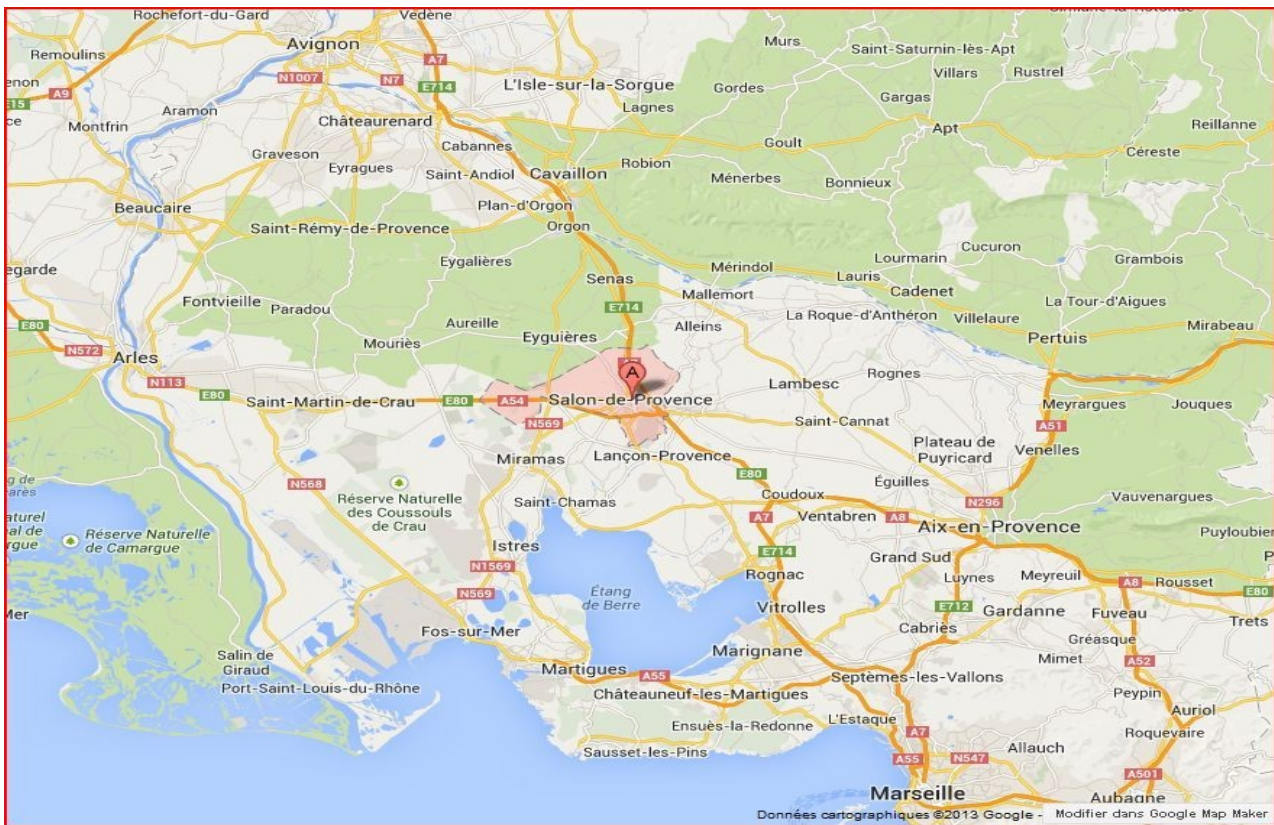 Rochefort-du-Gard
Vedène
Avignon
Murs
Saint-Saturnin-lès-Apt
Remoulins
A7
Villars
Rustrel
N1007
N7
E714
L'Isle-sur-la-Sorgue
Gordes
Gargas
A9
E15
Aramon
Lagnes
Montfrin
Châteaurenard
Apt
Reillanne
Cabannes
Goult
Céreste
Graveson
Eyragues
Saint-Andiol
Cavaillon
Robion
Ménerbes
Bonnieux
Beaucaire
Plan-d'Orgon
Saint-Rémy-de-Provence
Orgon
Cucuron
Eygalières
Lourmarin
Grambois
Mérindol
Lauris
Senas
Cadenet
Fontvieille
Mallemort
La Tour-d'Aigues
Paradou
E714
La Roque-d'Anthéron
Villelaure
E80
Aureille
Alleins
Mirabeau
Eyguières
Pertuis
N572
Mouriès
Arles
A
Rognes
N113
Lambesc
E80
Saint-Martin-de-Crau
E80
A54
Salon-de-Provence
Meyrargues
Jouques
N569
Saint-Cannat
A51
Plateau de
Puyricard
Venelles
Miramas
Lançon-Provence
E80
N568
Réserve Naturelle
des Coussouls
de Crau
Saint-Chamas
Coudoux
Éguilles
N296
Vauvenargues
A7
Ventabren
A8
Aix-en-Provence
Réserve Naturelle
de Camargue
Puyloubier
Istres
E714
Grand Sud
N1569
Rognac
Luynes
Meyreuil
A8
Rousset
E80
N569
Étang
de Berre
Vitrolles
E712
Gardanne
Fuveau
Trets
Fos-sur-Mer
Cabriès
Gréasque
Marignane
Mimet
A52
Salin de
Giraud
Martigues
A55
Septèmes-les-Vallons
Port-Saint-Louis-du-Rhône
Châteauneuf-les-Martigues
Peypin
Auriol
Ensuès-la-Redonne
L'Estaque
A7
Roquevaire
Sausset-les-Pins
A55
N547
Allauch
A501
Marseille
Aubagne
Données cartographiques ©2013 Google - Modifier dans Google Map Maker